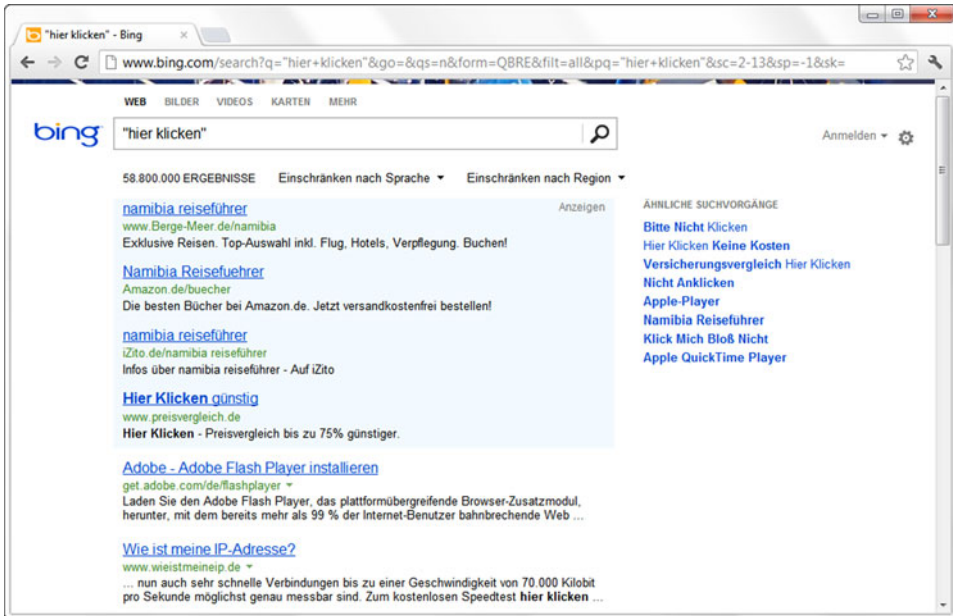 "hier klicken" - Bing
www.bing.com/search?q="hier+klicken"&go=&qs=n&form=QBRE&filt=all&pq="hier+klicken"&sc=2-13&sp=-1&sk=
WEB BILDER VIDEOS KARTEN MEHR
bing
"hier klicken"
Anmelden
58.800.000 ERGEBNISSE Einschränken nach Sprache Einschränken nach Region
namibia reiseführer Anzeigen
www.Berge-Meer.de/namibia
Exklusive Reisen. Top-Auswahl inkl. Flug, Hotels, Verpflegung. Buchen!
Namibia Reisefuehrer
Amazon.de/buecher
Die besten Bücher bei Amazon.de. Jetzt versandkostenfrei bestellen!
namibia reiseführer
iZito.de/namibia reiseführer
Infos über namibia reiseführer - Auf iZito
Hier Klicken günstig
www.preisvergleich.de
Hier Klicken - Preisvergleich bis zu 75% günstiger.
Adobe - Adobe Flash Player installieren
get.adobe.com/de/flashplayer
Laden Sie den Adobe Flash Player, das plattformübergreifende Browser-Zusatzmodul,
herunter, mit dem bereits mehr als 99 % der Internet-Benutzer bahnbrechende Web ...
Wie ist meine IP-Adresse?
www.wieistmeineip.de
... nun auch sehr schnelle Verbindungen bis zu einer Geschwindigkeit von 70.000 Kilobit
pro Sekunde möglichst genau messbar sind. Zum kostenlosen Speedtest hier klicken ...
ÄHNLICHE SUCHVORGÄNGE
Bitte Nicht Klicken
Hier Klicken Keine Kosten
Versicherungsvergleich Hier Klicken
Nicht Anklicken
Apple-Player
Namibia Reiseführer
Klick Mich Bloß Nicht
Apple QuickTime Player